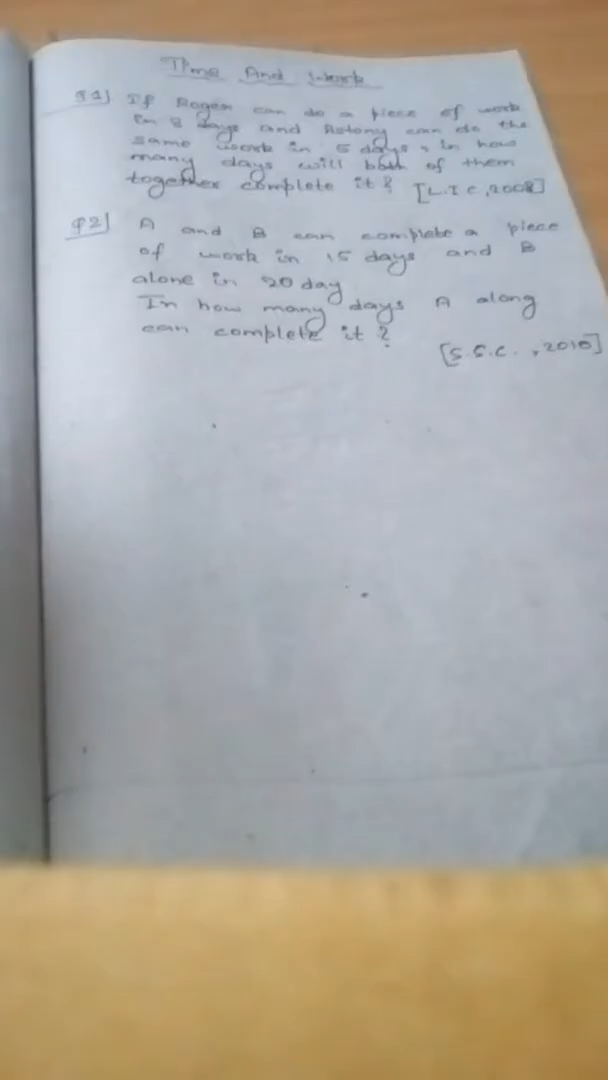 Time And Work
Q1) If Roger can do a piece of work
in 8 days and Antony can do the
same work in 5 days, in how
many days will both of them
together complete it? [L.I.C, 2008]
Q2) A and B can complete a piece
of work in 15 days and B
alone in 20 day
In how many days A along
can complete it?
[S.S.C., 2010]